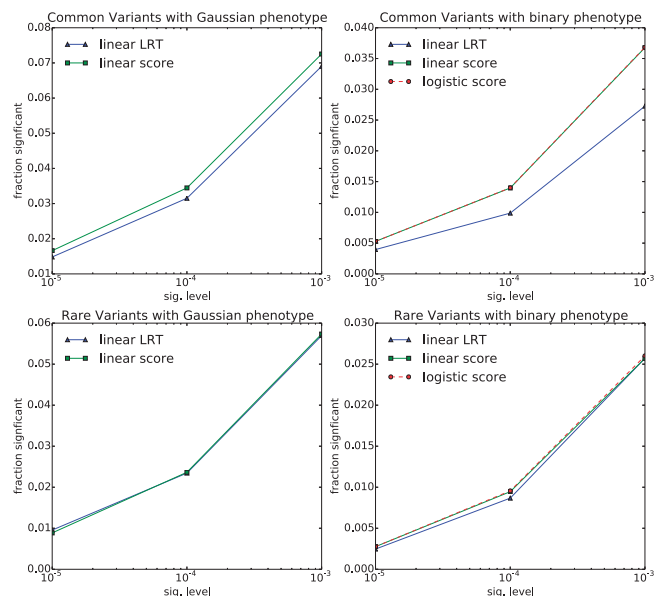 Common Variants with Gaussian phenotype
0.08
0.07
0.06
0.05
0.04
0.03
0.02
0.01
linear LRT
linear score
fraction signficant
10^-5
10^-4
10^-3
sig. level
Common Variants with binary phenotype
0.040
0.035
0.030
0.025
0.020
0.015
0.010
0.005
0.000
linear LRT
linear score
logistic score
fraction signficant
10^-5
10^-4
10^-3
sig. level
Rare Variants with Gaussian phenotype
0.06
0.05
0.04
0.03
0.02
0.01
0.00
linear LRT
linear score
fraction signficant
10^-5
10^-4
10^-3
sig. level
Rare Variants with binary phenotype
0.030
0.025
0.020
0.015
0.010
0.005
0.000
linear LRT
linear score
logistic score
fraction signficant
10^-5
10^-4
10^-3
sig. level